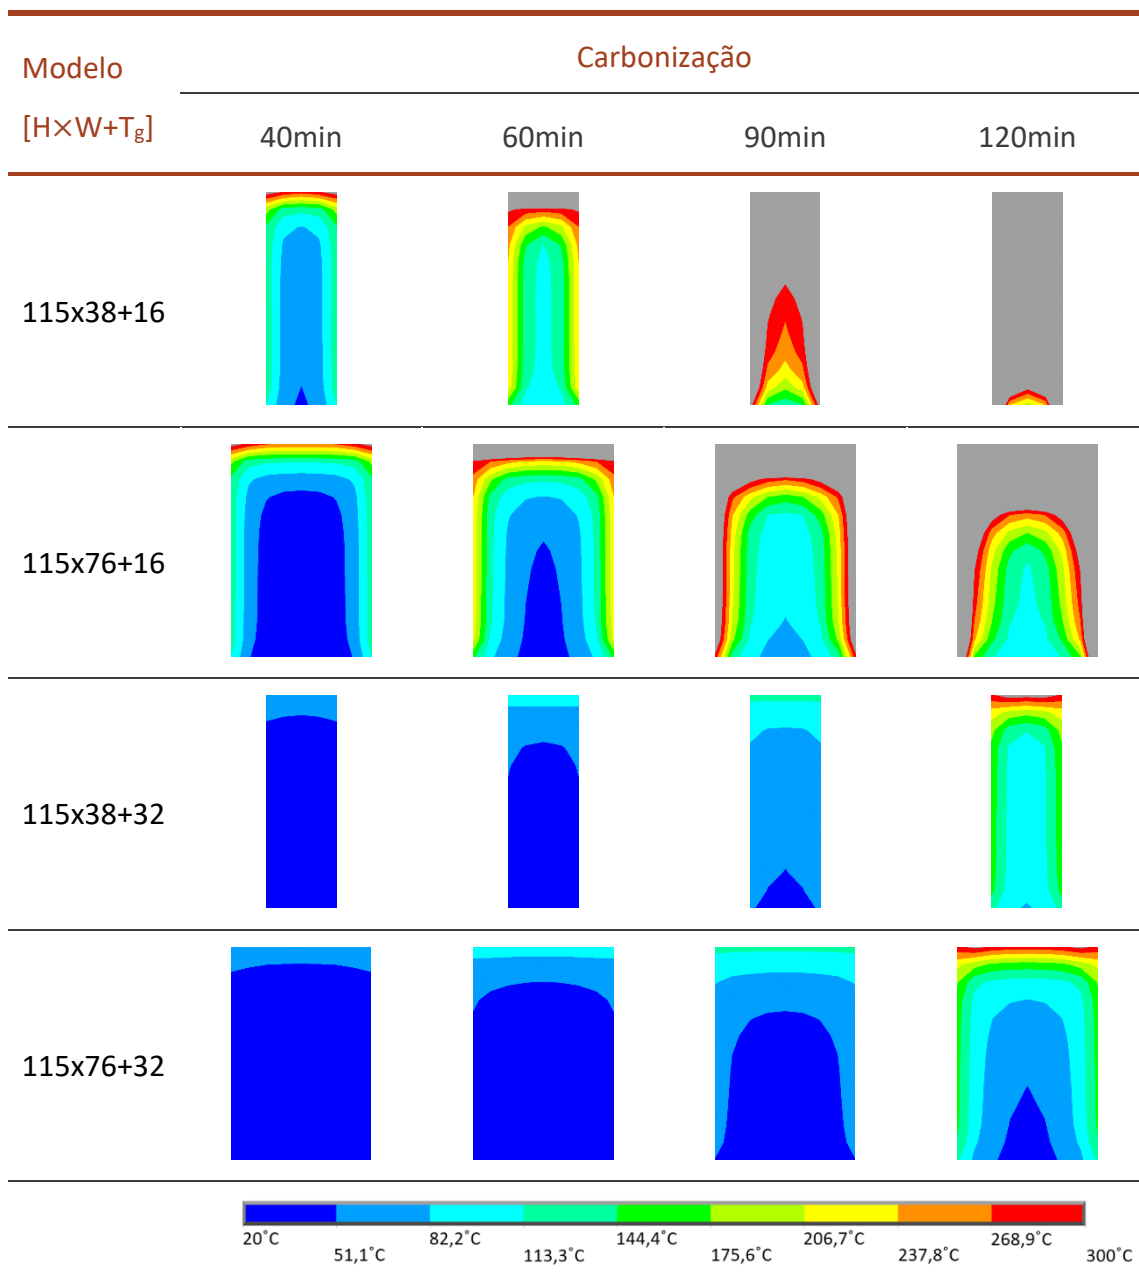 Modelo
[H×W+Tg]
Carbonização
40min 60min 90min 120min
115x38+16
115x76+16
115x38+32
115x76+32
20°C 82,2°C 144,4°C 206,7°C 268,9°C
51,1°C 113,3°C 175,6°C 237,8°C 300°C